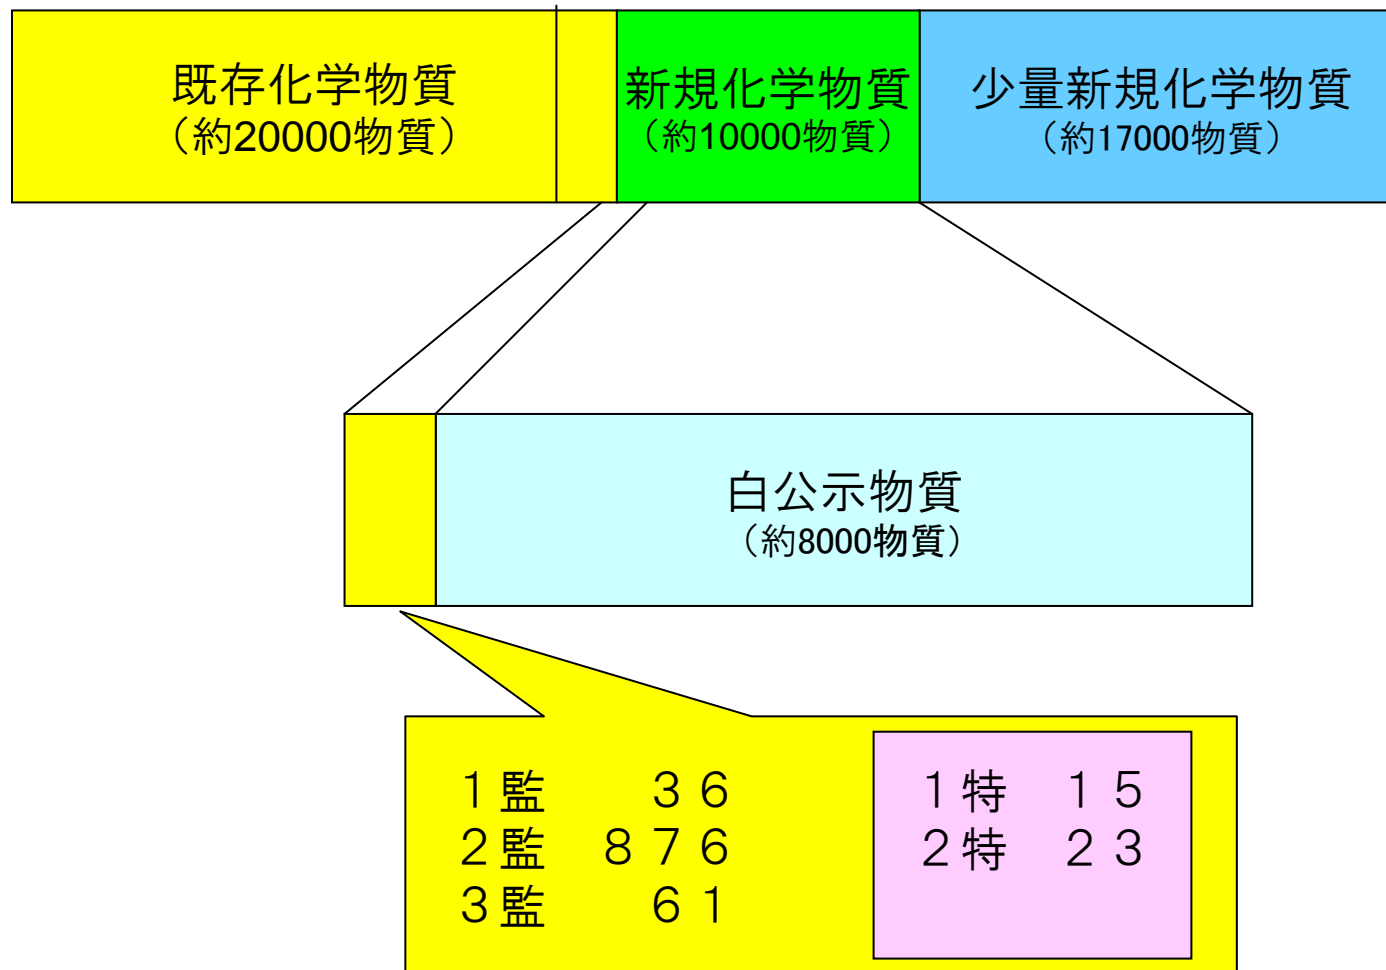 既存化学物質
（約20000物質）
新規化学物質
（約10000物質）
少量新規化学物質
（約17000物質）
白公示物質
（約8000物質）
１監　　３６
２監　８７６
３監　　６１
１特　１５
２特　２３